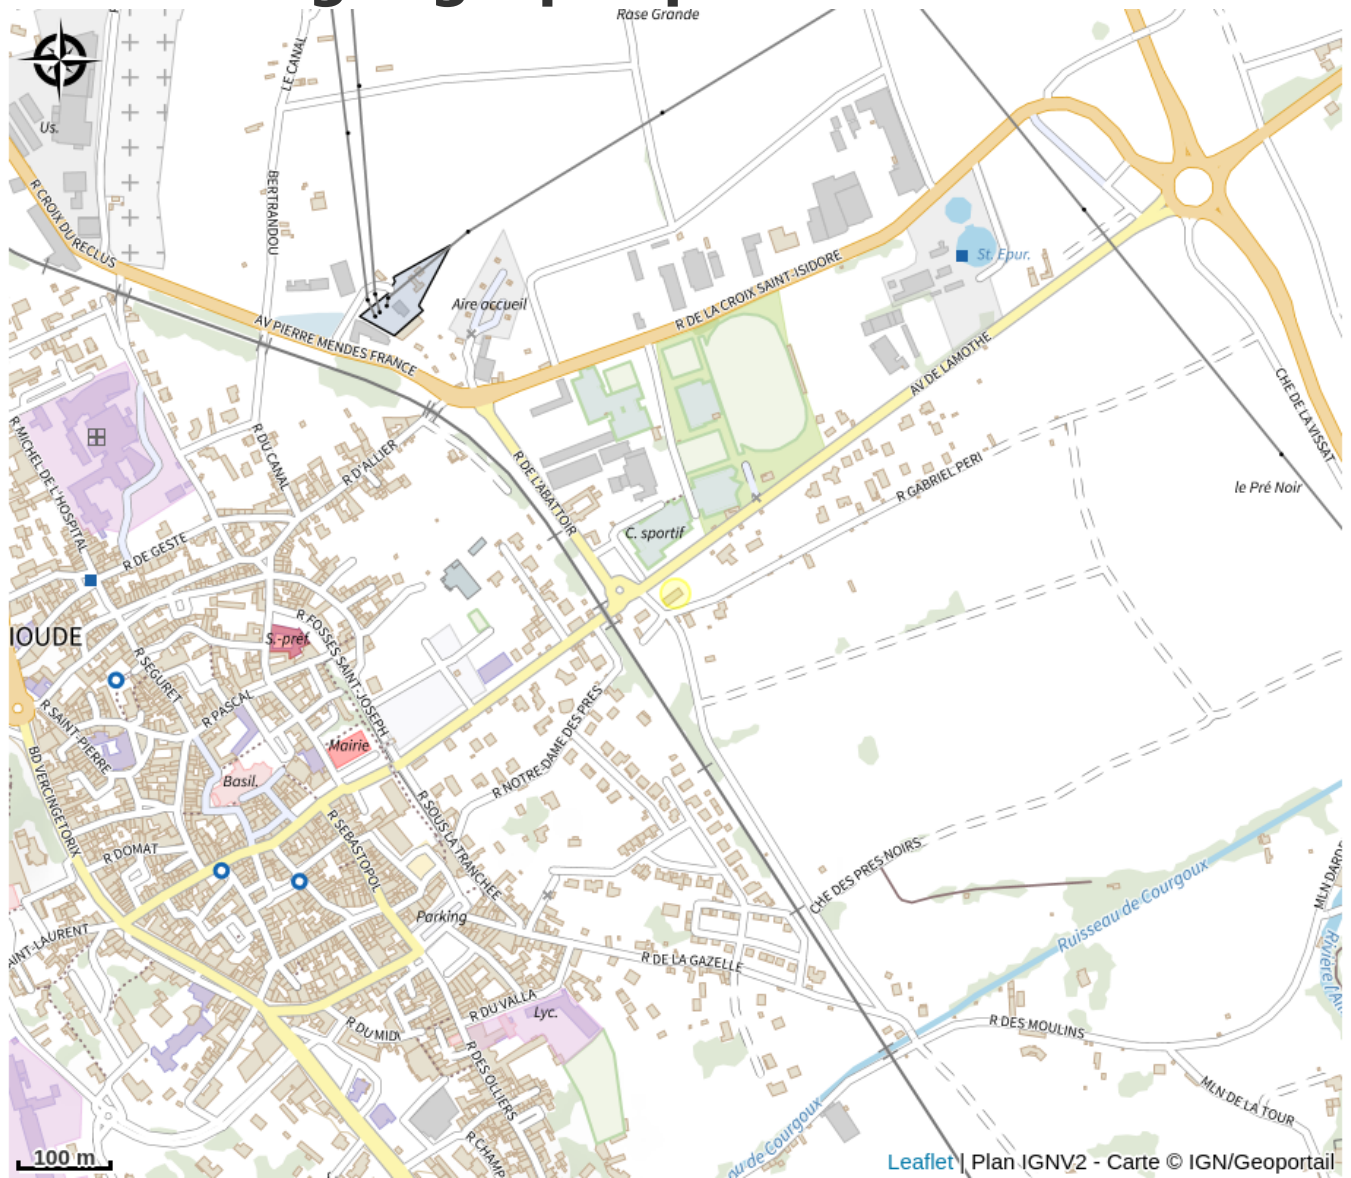 Rase Grande
LE CANAL
Us.
BERTRANDOU
R CROIX DU RECLUS
St. Epur.
Aire accueil
R DE LA CROIX SAINT-ISIDORE
AV PIERRE MENDES FRANCE
AV DE LAMOTHE
CHE DE LA VISSAT
R MICHEL DE L'HOSPITAL
R DU CANAL
R D'ALLIER
R DE L'ABATTOIR
R GABRIEL PERI
le Pré Noir
C. sportif
R DE GESTE
IOUDE
S.-préf.
R FOSSES SAINT-JOSEPH
R SEGURET
R PASCAL
R SAINT-PIERRE
Mairie
R NOTRE-DAME DES PRES
BD VERCINGETORIX
Basil.
R SEBASTOPOL
R SOUS LA TRANCHEE
R DOMAT
CHE DES PRES NOIRS
Parking
Ruisseau de Courgoux
AINT-LAURENT
R DE LA GAZELLE
R DU VALLA
Lyc.
R DU MIDI
R DES MOULINS
R DES OLLIERS
MLN DE LA TOUR
R CHAMP
au de Courgoux
100 m
Leaflet | Plan IGNV2 - Carte © IGN/Geoportail